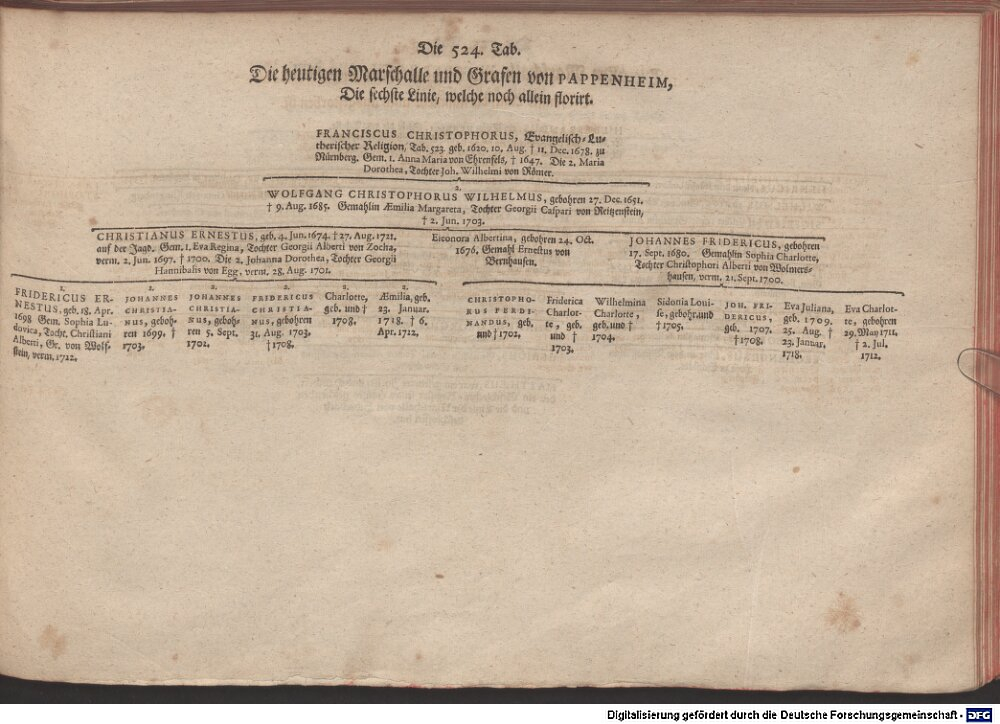 Die 524. Tab.
Die heutigen Marschalle und Grafen von PAPPENHEIM,
Die sechste Linie, welche noch allein florirt.
FRANCISCUS CHRISTOPHORUS, Evangelisch-Lu-
therischer Religion, Tab. 523. geb. 1620. 10. Aug. † 11. Dec. 1678. zu
Nürnberg. Gem. 1. Anna Maria von Ehrenfels, † 1647. Die 2. Maria
Dorothea, Tochter Joh. Wilhelmi von Römer.
2.
WOLFGANG CHRISTOPHORUS WILHELMUS, gebohren 27. Dec. 1651.
† 9. Aug. 1685. Gemahlin Æmilia Margareta, Tochter Georgii Caspari von Reitzenstein,
† 2. Jun. 1703.
CHRISTIANUS ERNESTUS, geb. 4. Jun. 1674. † 27. Aug. 1721.
auf der Jagd. Gem. 1. Eva Regina, Tochter Georgii Alberti von Zocha,
verm. 2. Jun. 1697. † 1700. Die 2. Johanna Dorothea, Tochter Georgii
Hannibalis von Egg, verm. 28. Aug. 1701.
Eleonora Albertina, gebohren 24. Oct.
1676. Gemahl Ernestus von
Bernhausen.
JOHANNES FRIDERICUS, gebohren
17. Sept. 1680. Gemahlin Sophia Charlotte,
Tochter Christophori Alberti von Wolmers-
hausen, verm. 21. Sept. 1700.
1.
FRIDERICUS ER-
NESTUS, geb. 18. Apr.
1698 Gem. Sophia Lu-
dovica, Tocht. Christiani
Alberti, Gr. von Wolf-
stein, verm. 1722.
1.
JOHANNES
CHRISTIA-
NUS, geboh-
ren 1699. †
1703.
2.
JOHANNES
CHRISTIA-
NUS, geboh-
ren 5. Sept.
1702.
2.
FRIDERICUS
CHRISTIA-
NUS, gebohren
31. Aug. 1703.
† 1708.
2.
Charlotte,
geb. und †
1708.
2.
Æmilia, geb.
23. Januar.
1718. † 6.
Apr. 1722.
CHRISTOPHO-
RUS FERDI-
NANDUS, geb.
und † 1702.
Friderica
Charlot-
te, geb.
und †
1703.
Wilhelmina
Charlotte,
geb. und †
1704.
Sidonia Loui-
se, gebohr. und
† 1705.
JOH. FRI-
DERICUS,
geb. 1707.
† 1708.
Eva Juliana,
geb. 1709.
25. Aug. †
23. Januar.
1718.
Eva Charlot-
te, gebohren
29. May 1711.
† 2. Jul.
1712.
Digitalisierung gefördert durch die Deutsche Forschungsgemeinschaft - DFG